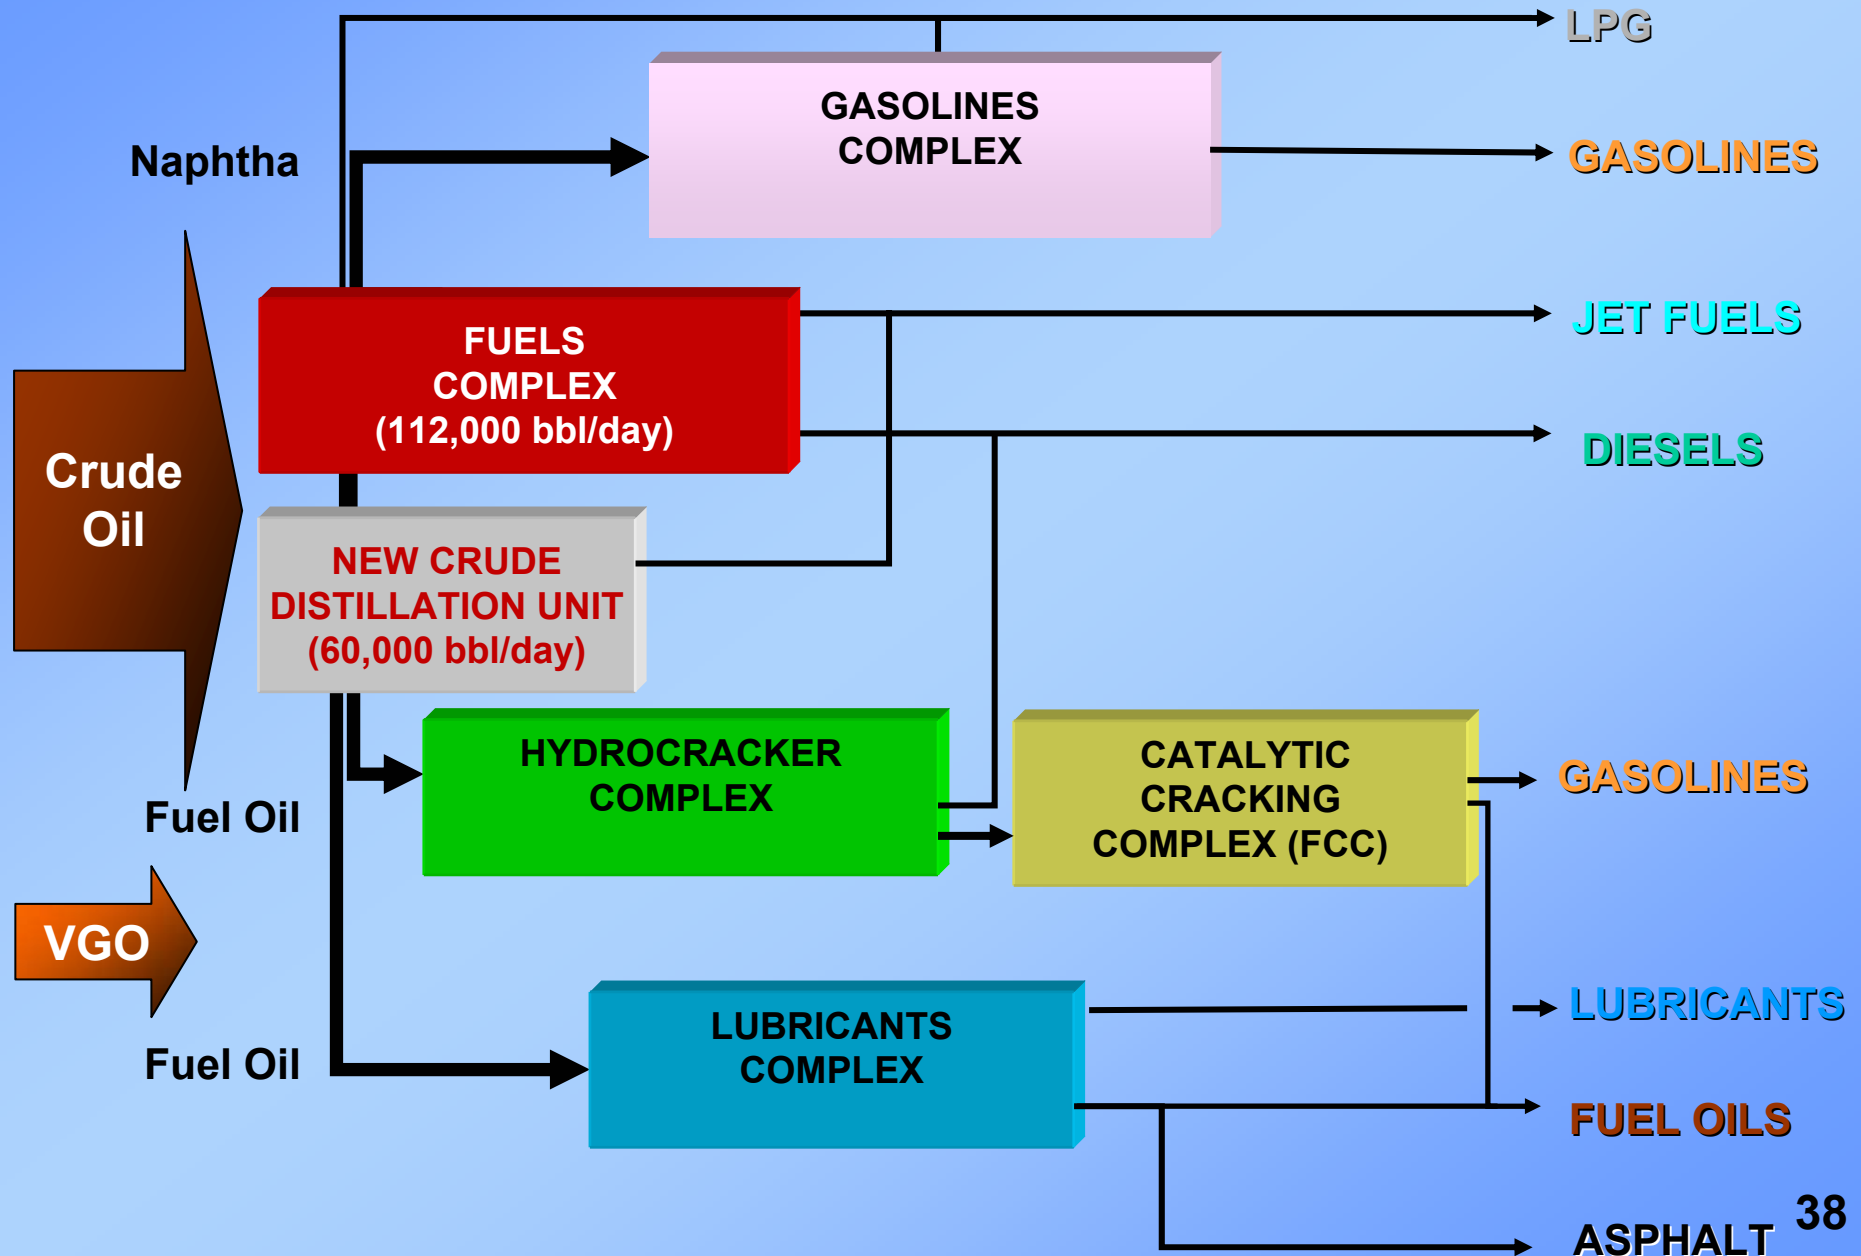 LPG
GASOLINES
COMPLEX
Naphtha
GASOLINES
JET FUELS
FUELS
COMPLEX
(112,000 bbl/day)
DIESELS
Crude
Oil
NEW CRUDE
DISTILLATION UNIT
(60,000 bbl/day)
HYDROCRACKER
COMPLEX
CATALYTIC
CRACKING
COMPLEX (FCC)
GASOLINES
Fuel Oil
VGO
LUBRICANTS
COMPLEX
LUBRICANTS
Fuel Oil
FUEL OILS
ASPHALT
38